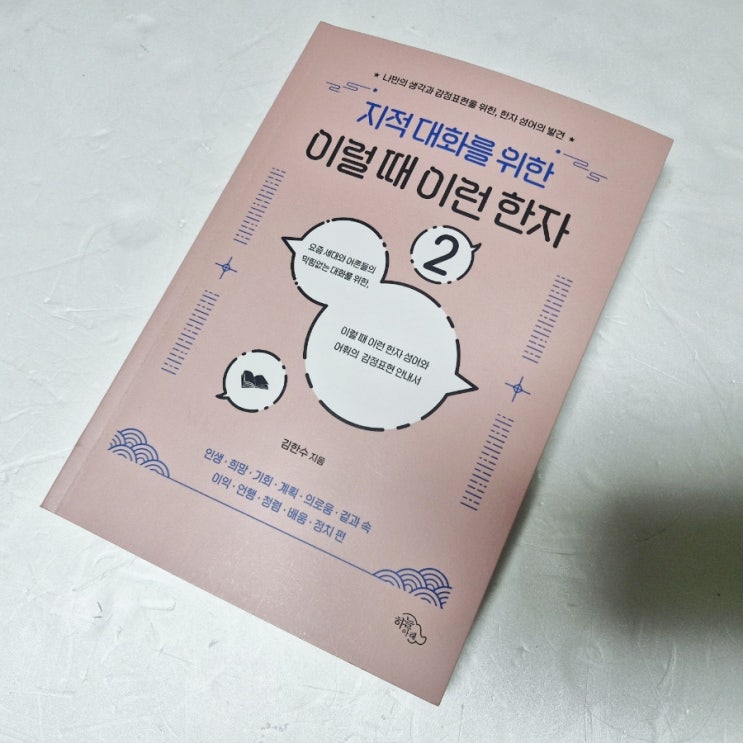 ★ 나만의 생각과 감정표현을 위한, 한자 성어의 발견 ★
지적 대화를 위한
이럴 때 이런 한자
2
요즘 세대와 어른들의
막힘없는 대화를 위한,
이럴 때 이런 한자 성어와
어휘의 감정표현 안내서
김한수 지음
인생 · 희망 · 기회 · 계획 · 의로움 · 겉과 속
이익 · 언행 · 청렴 · 배움 · 정치 편
하늘
아래